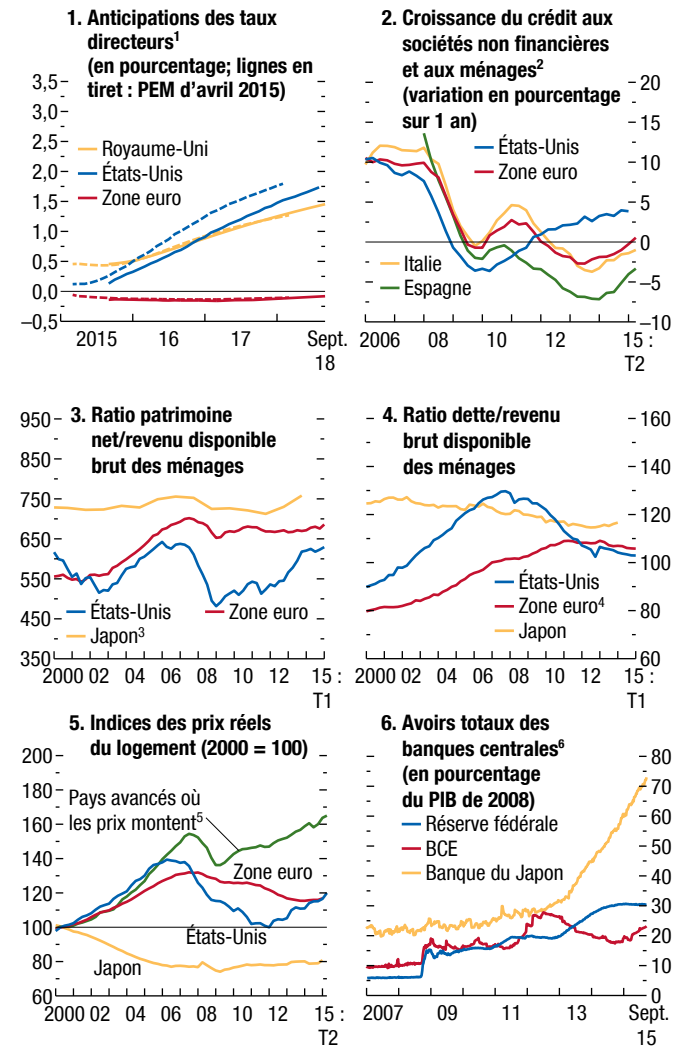 1. Anticipations des taux
directeurs1
(en pourcentage; lignes en
tiret : PEM d'avril 2015)
3,5
3,0
2,5
2,0
1,5
1,0
0,5
0,0
–0,5
Royaume-Uni
États-Unis
Zone euro
2015 16 17 Sept.
18
2. Croissance du crédit aux
sociétés non financières
et aux ménages2
(variation en pourcentage
sur 1 an)
20
15
10
5
0
–5
–10
États-Unis
Zone euro
Italie
Espagne
2006 08 10 12 15 :
T2
3. Ratio patrimoine
net/revenu disponible
brut des ménages
950
850
750
650
550
450
350
États-Unis Zone euro
Japon3
2000 02 04 06 08 10 12 15 :
T1
4. Ratio dette/revenu
brut disponible
des ménages
160
140
120
100
80
60
États-Unis
Zone euro4
Japon
2000 02 04 06 08 10 12 15 :
T1
5. Indices des prix réels
du logement (2000 = 100)
200
180
160
140
120
100
80
60
Pays avancés où
les prix montent5
Zone euro
États-Unis
Japon
2000 02 04 06 08 10 12 15 :
T2
6. Avoirs totaux des
banques centrales6
(en pourcentage
du PIB de 2008)
80
70
60
50
40
30
20
10
0
Réserve fédérale
BCE
Banque du Japon
2007 09 11 13 Sept.
15